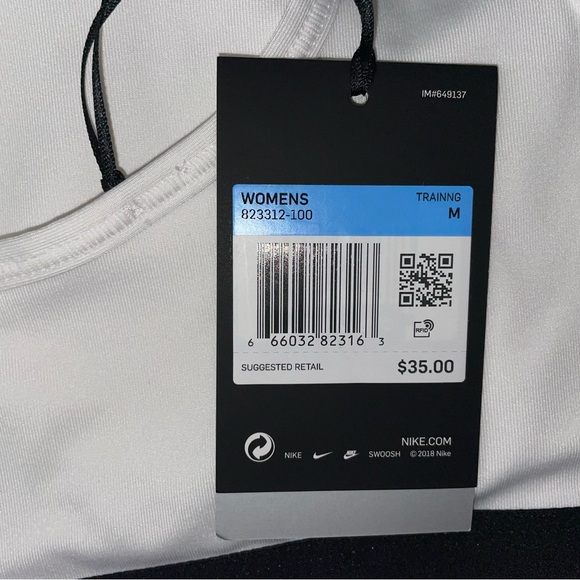 IM#649137
WOMENS TRAINNG
823312-100 M
6 66032 82316 3
RFID
SUGGESTED RETAIL $35.00
NIKE.COM
NIKE SWOOSH © 2018 Nike